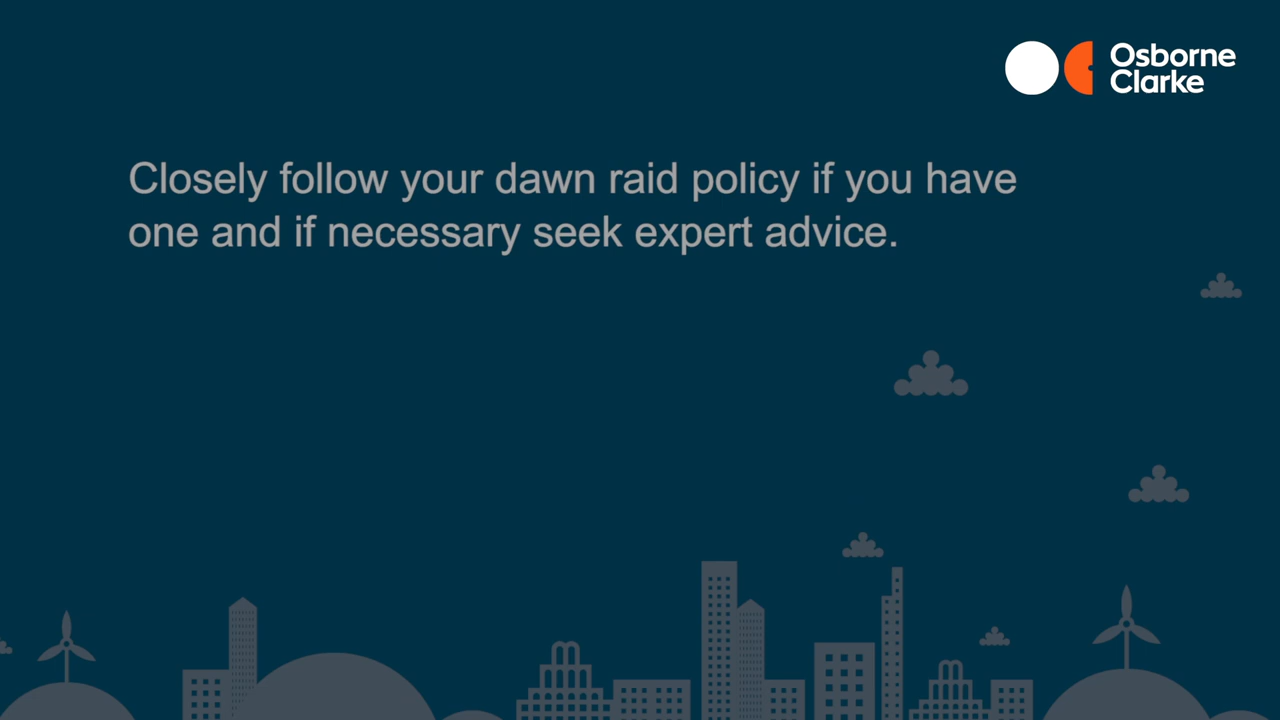 Osborne
Clarke
Closely follow your dawn raid policy if you have
one and if necessary seek expert advice.